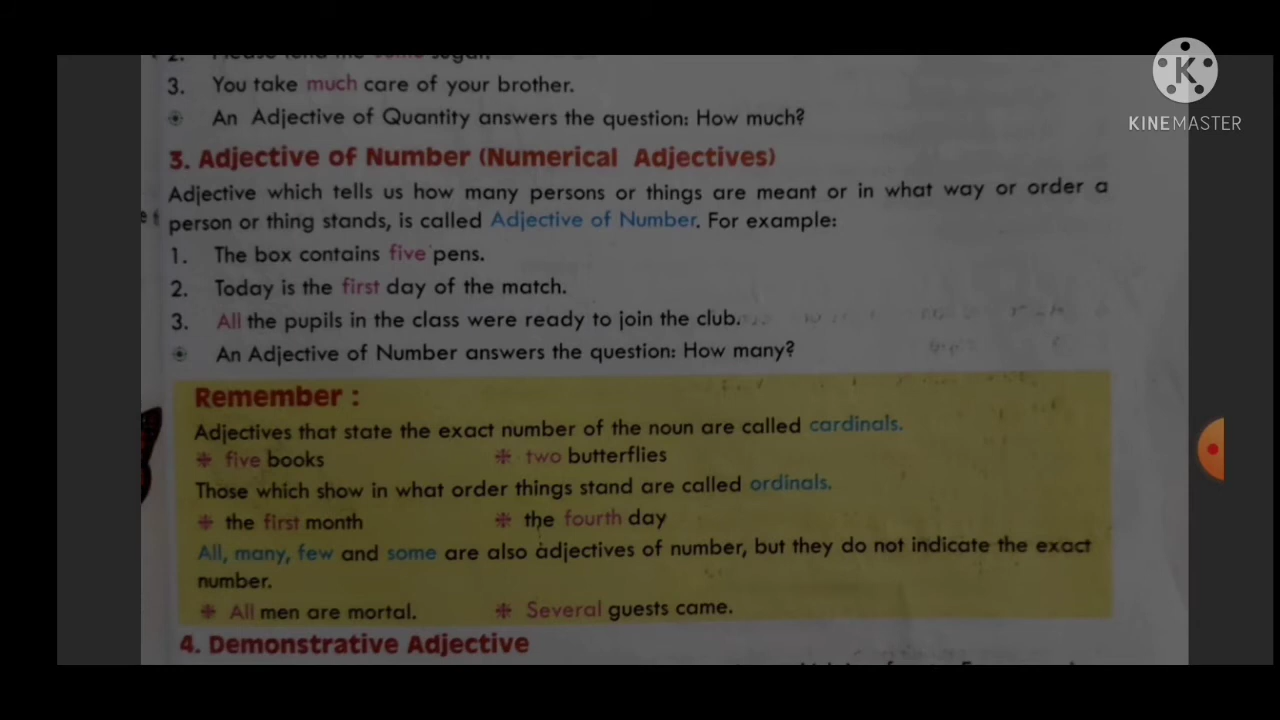 3. You take much care of your brother.
An Adjective of Quantity answers the question: How much?
3. Adjective of Number (Numerical Adjectives)
Adjective which tells us how many persons or things are meant or in what way or order a
person or thing stands, is called Adjective of Number. For example:
1. The box contains five pens.
2. Today is the first day of the match.
3. All the pupils in the class were ready to join the club.
An Adjective of Number answers the question: How many?
Remember :
Adjectives that state the exact number of the noun are called cardinals.
five books two butterflies
Those which show in what order things stand are called ordinals.
the first month the fourth day
All, many, few and some are also adjectives of number, but they do not indicate the exact
number.
All men are mortal. Several guests came.
4. Demonstrative Adjective
K
KINEMASTER